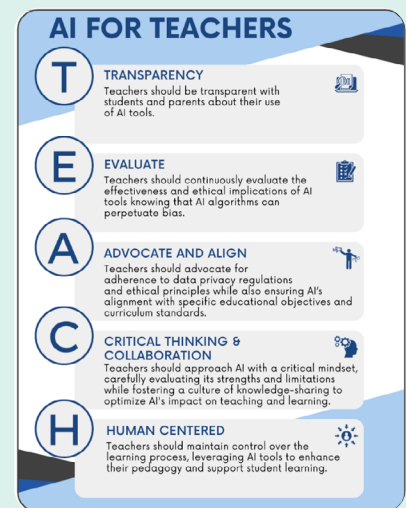 AI FOR TEACHERS
T
TRANSPARENCY
Teachers should be transparent with
students and parents about their use
of AI tools.
E
EVALUATE
Teachers should continuously evaluate the
effectiveness and ethical implications of AI
tools knowing that AI algorithms can
perpetuate bias.
A
ADVOCATE AND ALIGN
Teachers should advocate for
adherence to data privacy regulations
and ethical principles while also ensuring AI's
alignment with specific educational objectives and
curriculum standards.
C
CRITICAL THINKING &
COLLABORATION
Teachers should approach AI with a critical mindset,
carefully evaluating its strengths and limitations
while fostering a culture of knowledge-sharing to
optimize AI's impact on teaching and learning.
H
HUMAN CENTERED
Teachers should maintain control over the
learning process, leveraging AI tools to enhance
their pedagogy and support student learning.